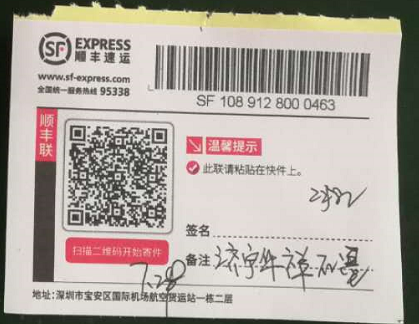 SF EXPRESS
顺丰速运
www.sf-express.com
全国统一服务热线 95338
SF 108 912 800 0463
顺丰联
温馨提示
此联请粘贴在快件上。
签名
扫描二维码开始寄件
备注
7.28
地址:深圳市宝安区国际机场航空货运站一栋二层